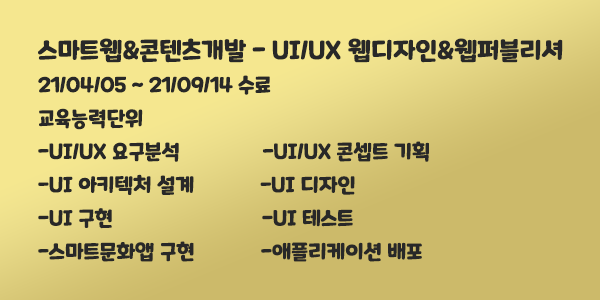 스마트웹&콘텐츠개발 - UI/UX 웹디자인&웹퍼블리셔
21/04/05 ~ 21/09/14 수료
교육능력단위
-UI/UX 요구분석 -UI/UX 콘셉트 기획
-UI 아키텍처 설계 -UI 디자인
-UI 구현 -UI 테스트
-스마트문화앱 구현 -애플리케이션 배포